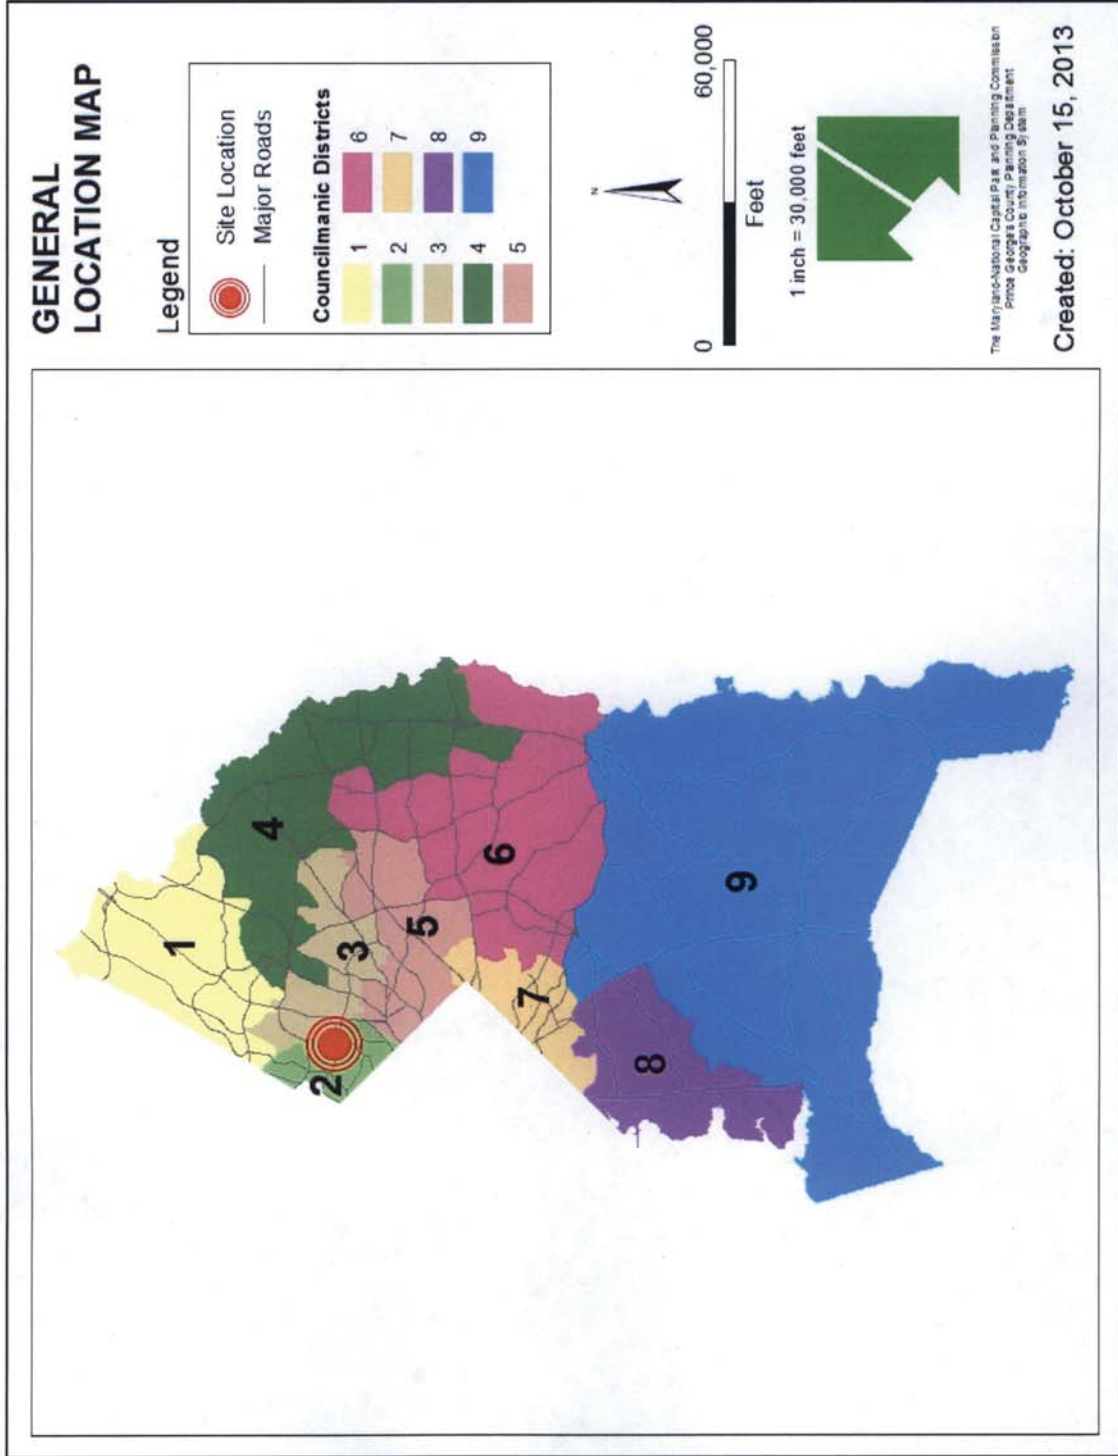 GENERAL
LOCATION MAP
Legend
Site Location
Major Roads
Councilmanic Districts
1
2
3
4
5
6
7
8
9
N
0
60,000
Feet
1 inch = 30,000 feet
The Maryland-National Capital Park and Planning Commission
Prince George's County Planning Department
Geographic Information System
Created: October 15, 2013
1
2
3
4
5
6
7
8
9